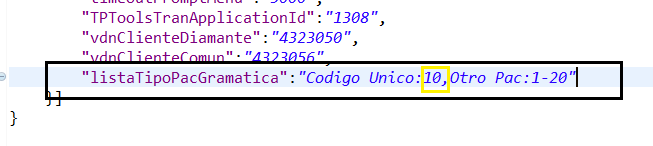 "TPToolsTranApplicationId":"1308",
"vdnClienteDiamante":"4323050",
"vdnClienteComun":"4323056",
"listaTipoPacGramatica":"Codigo Unico:10,Otro Pac:1-20"
}]
}